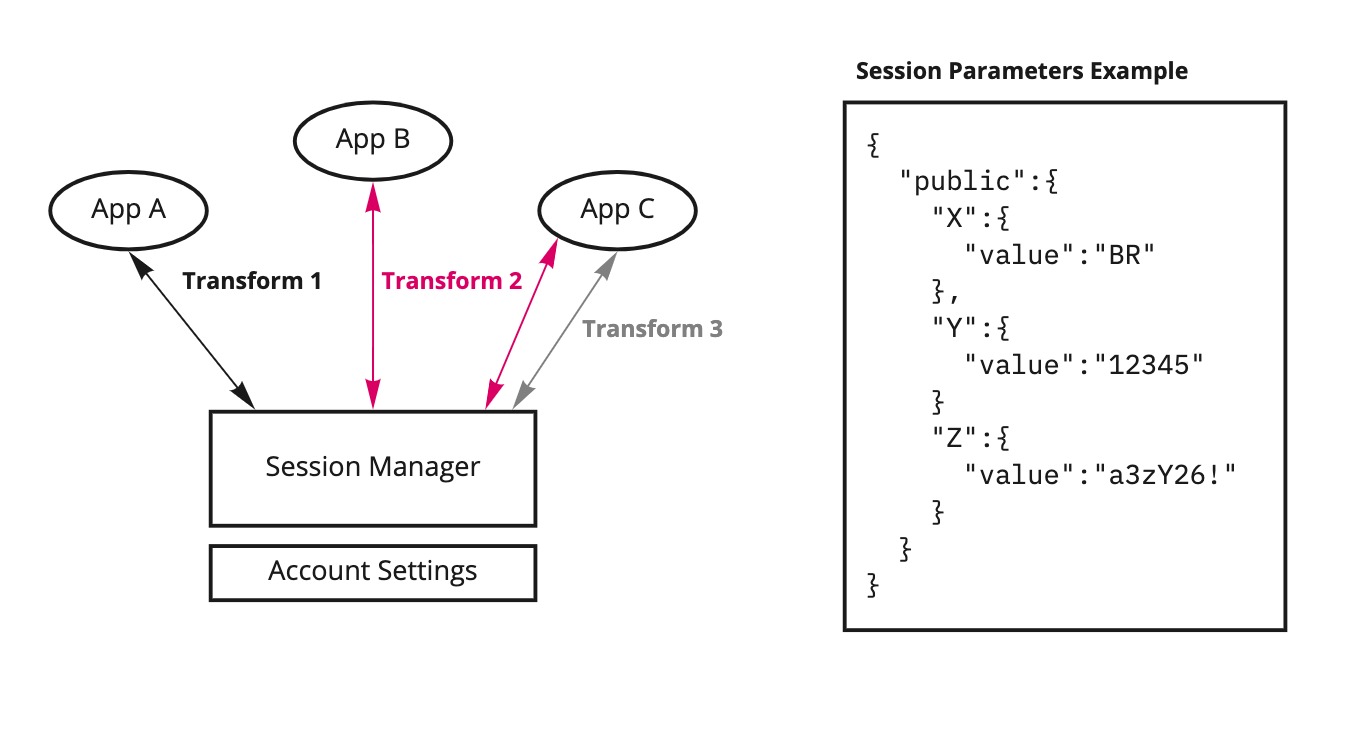 App A
App B
App C
Transform 1
Transform 2
Transform 3
Session Manager
Account Settings
Session Parameters Example
{
  "public":{
    "X":{
      "value":"BR"
    },
    "Y":{
      "value":"12345"
    }
    "Z":{
      "value":"a3zY26!"
    }
  }
}